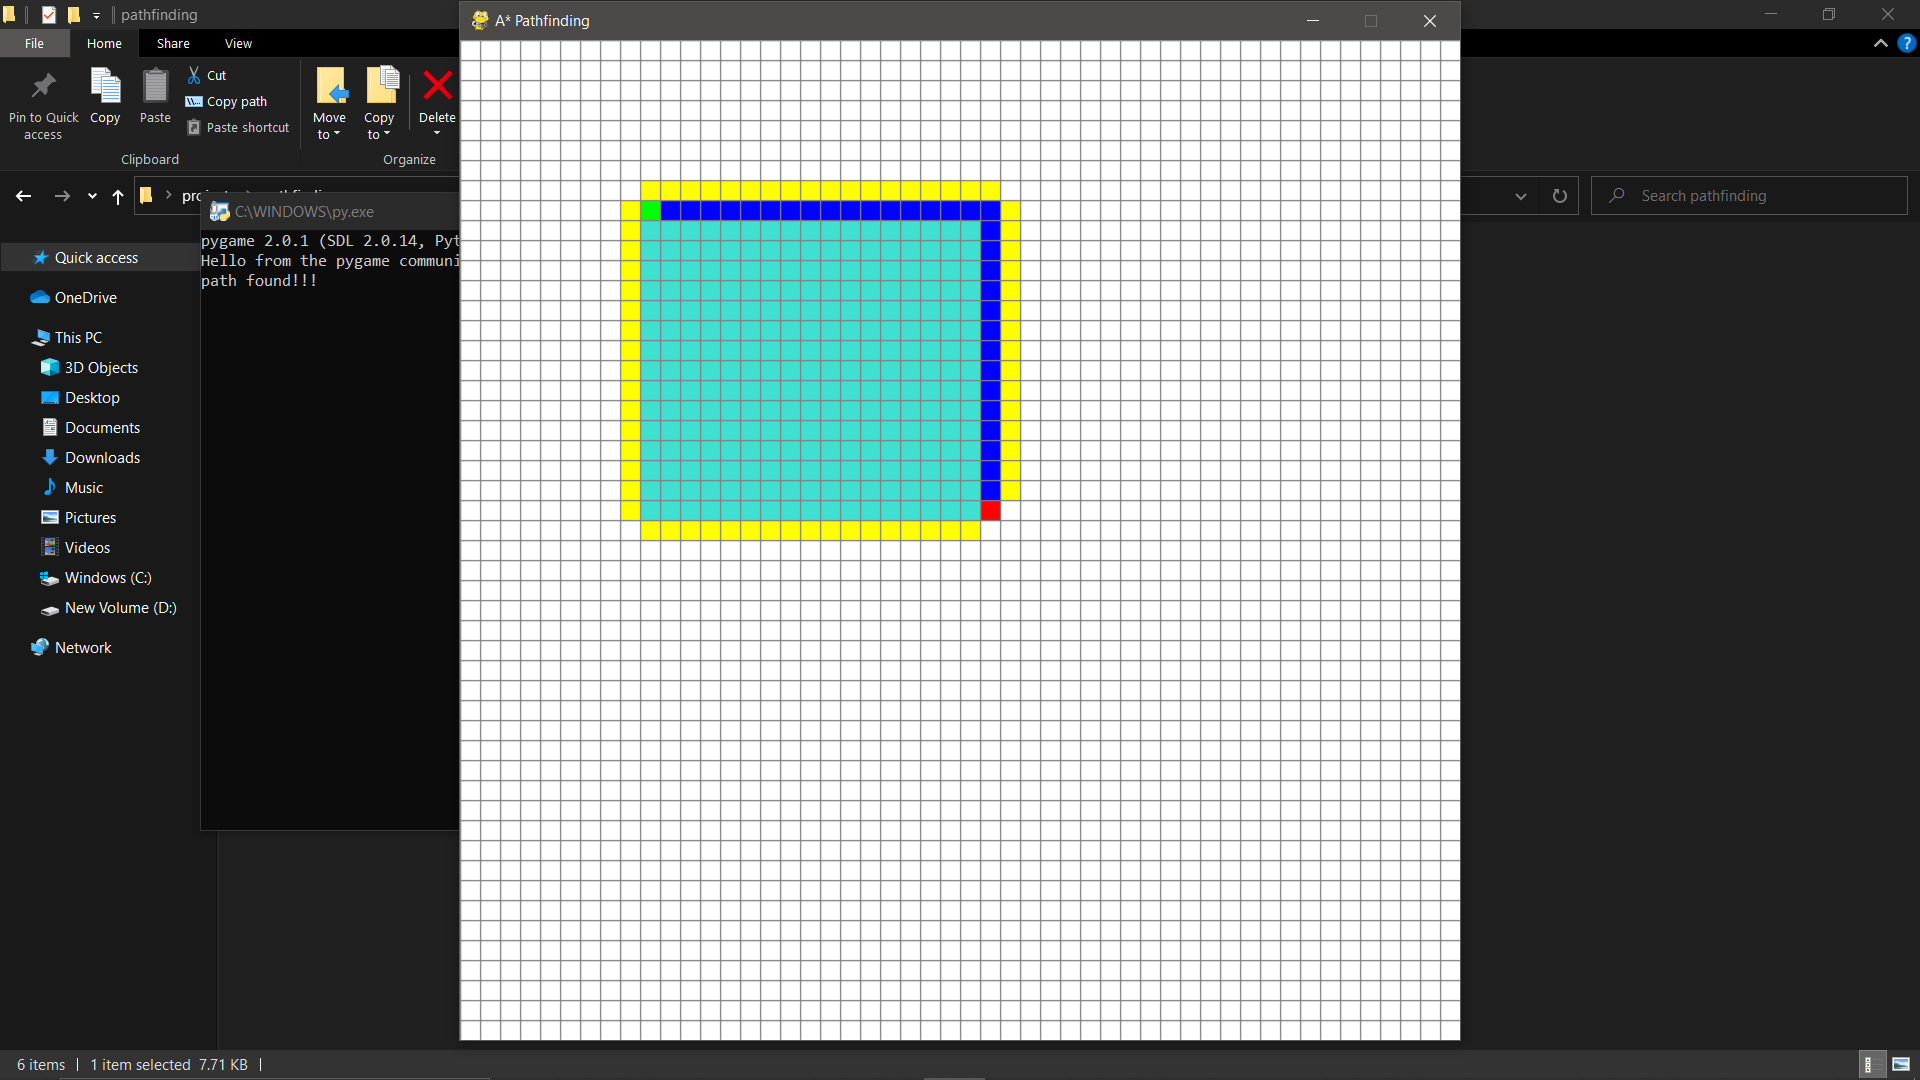 pathfinding
File
Home
Share
View
Pin to Quick
access
Copy
Paste
Cut
Copy path
Paste shortcut
Clipboard
Move
to
Copy
to
Delete
Organize
Search pathfinding
Quick access
OneDrive
This PC
3D Objects
Desktop
Documents
Downloads
Music
Pictures
Videos
Windows (C:)
New Volume (D:)
Network
C:\WINDOWS\py.exe
pygame 2.0.1 (SDL 2.0.14, Pyt
Hello from the pygame communi
path found!!!
A* Pathfinding
6 items
1 item selected 7.71 KB